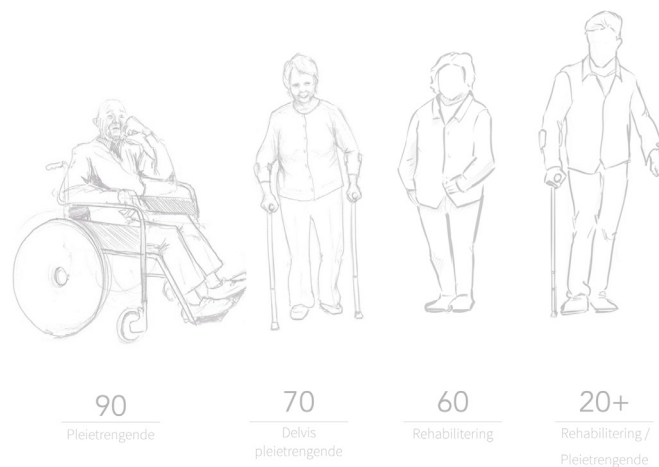 90
Pleietrengende
70
Delvis
pleietrengende
60
Rehabilitering
20+
Rehabilitering /
Pleietrengende